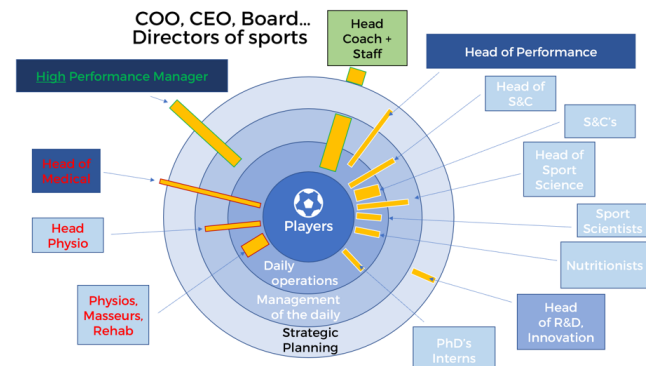 COO, CEO, Board...
Directors of sports
Head
Coach +
Staff
Head of Performance
High Performance Manager
Head of
S&C
S&C's
Head of
Medical
Head of
Sport
Science
Head
Physio
Players
Sport
Scientists
Nutritionists
Daily
operations
Physios,
Masseurs,
Rehab
Management
of the daily
Strategic
Planning
Head
of R&D,
Innovation
PhD's
Interns